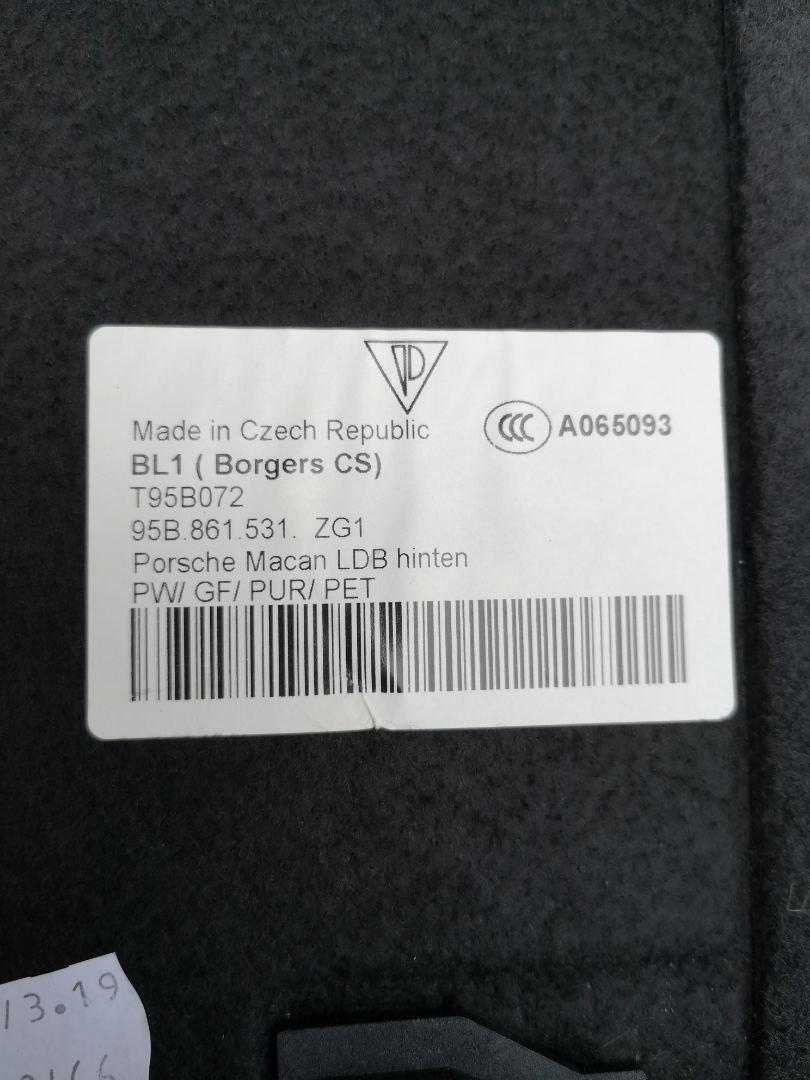 Made in Czech Republic
CCC A065093
BL1 ( Borgers CS)
T95B072
95B.861.531. ZG1
Porsche Macan LDB hinten
PW/ GF/ PUR/ PET
13.19